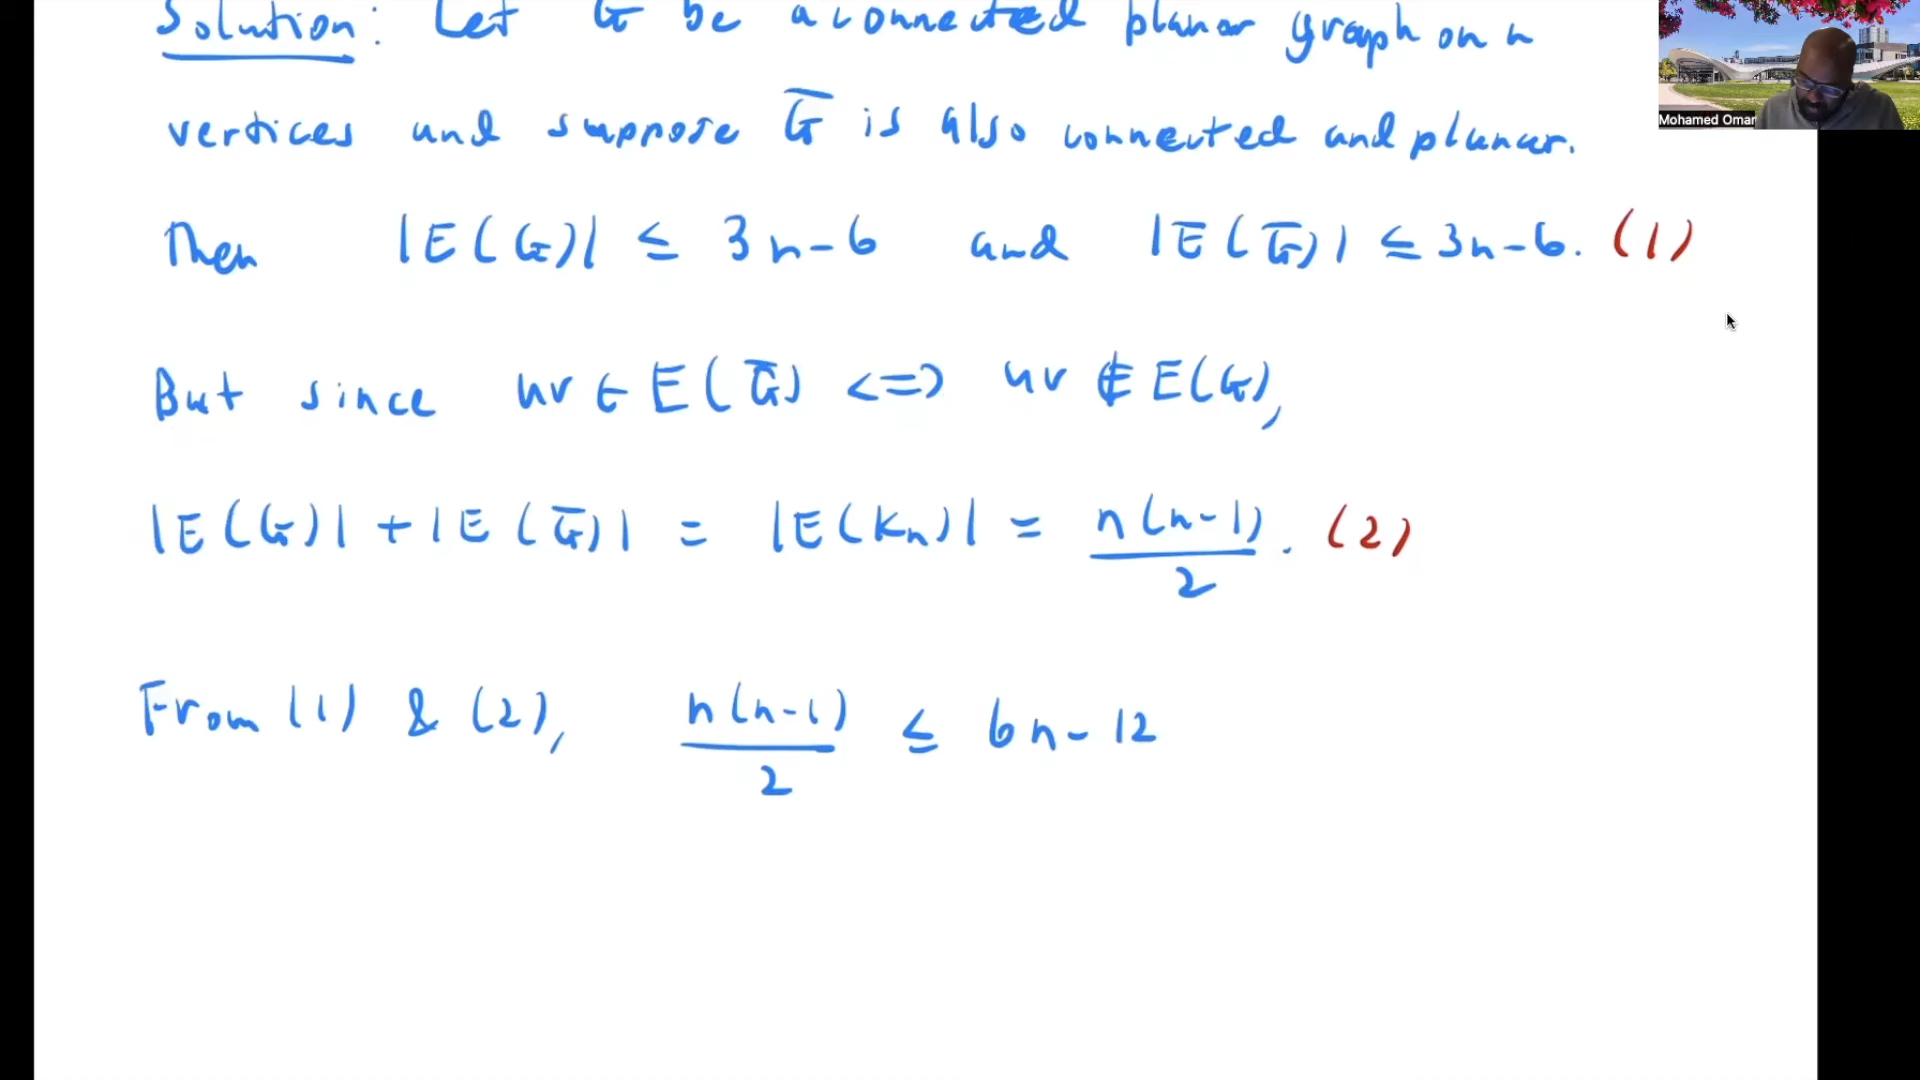 Solution: Let G be a connected planar graph on n
vertices and suppose G̅ is also connected and planar.
Then |E(G)| ≤ 3n-6 and |E(G̅)| ≤ 3n-6. (1)
But since uv ∈ E(G̅) <=> uv ∉ E(G),
|E(G)| + |E(G̅)| = |E(Kn)| = n(n-1)/2. (2)
From (1) & (2), n(n-1)/2 ≤ 6n-12
Mohamed Omar